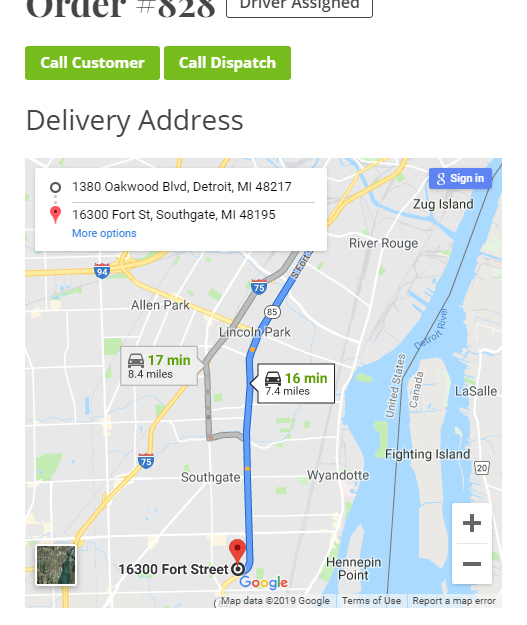 Order #828 Driver Assigned
Call Customer Call Dispatch
Delivery Address
1380 Oakwood Blvd, Detroit, MI 48217
16300 Fort St, Southgate, MI 48195
More options
8 Sign in
Zug Island
River Rouge
94
75
S Fort S
Allen Park
85
Lincoln Park
Detroit River
17 min
8.4 miles
16 min
7.4 miles
United States
Canada
LaSalle
Fighting Island
75
20
Southgate
Wyandotte
+
−
16300 Fort Street
Hennepin
Point
Google
Map data ©2019 Google Terms of Use Report a map error